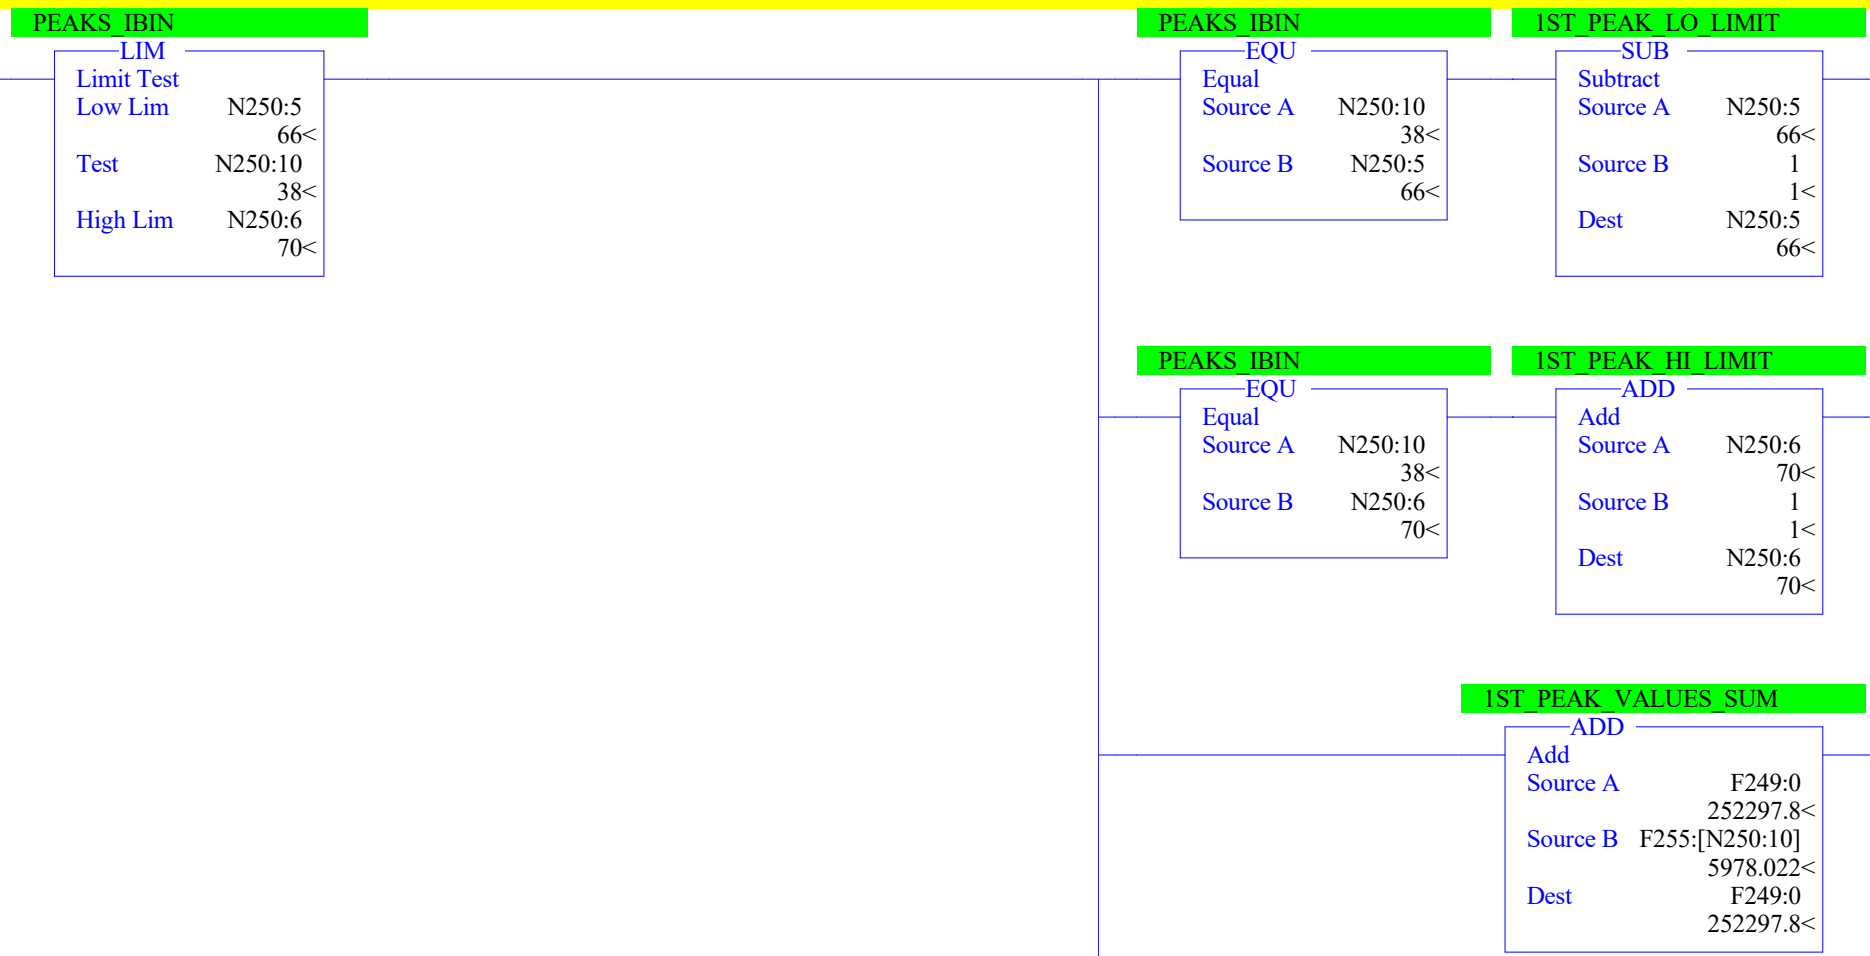 PEAKS_IBIN
LIM
Limit Test
Low Lim N250:5
66<
Test N250:10
38<
High Lim N250:6
70<
PEAKS_IBIN
EQU
Equal
Source A N250:10
38<
Source B N250:5
66<
1ST_PEAK_LO_LIMIT
SUB
Subtract
Source A N250:5
66<
Source B 1
1<
Dest N250:5
66<
PEAKS_IBIN
EQU
Equal
Source A N250:10
38<
Source B N250:6
70<
1ST_PEAK_HI_LIMIT
ADD
Add
Source A N250:6
70<
Source B 1
1<
Dest N250:6
70<
1ST_PEAK_VALUES_SUM
ADD
Add
Source A F249:0
252297.8<
Source B F255:[N250:10]
5978.022<
Dest F249:0
252297.8<